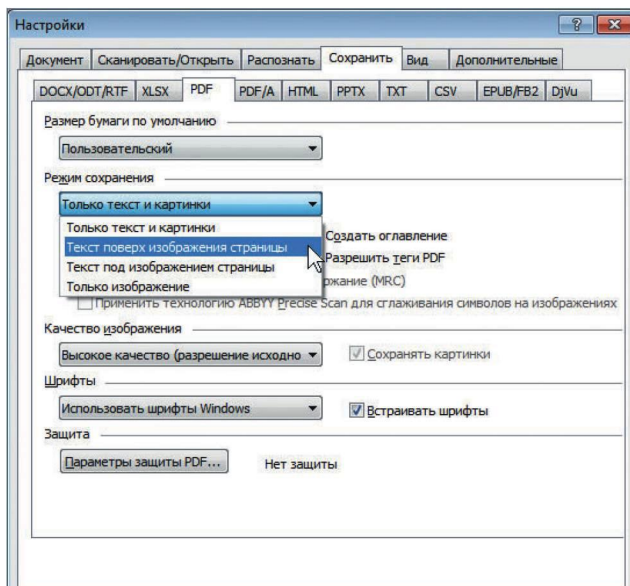 Настройки
Документ Сканировать/Открыть Распознать Сохранить Вид Дополнительные
DOCX/ODT/RTF XLSX PDF PDF/A HTML PPTX TXT CSV EPUB/FB2 DjVu
Размер бумаги по умолчанию
Пользовательский
Режим сохранения
Только текст и картинки
Только текст и картинки
Текст поверх изображения страницы Создать оглавление
Текст под изображением страницы Разрешить теги PDF
Только изображение (MRC)
Применить технологию ABBYY Precise Scan для сглаживания символов на изображениях
Качество изображения
Высокое качество (разрешение исходно Сохранять картинки
Шрифты
Использовать шрифты Windows Встраивать шрифты
Защита
Параметры защиты PDF... Нет защиты